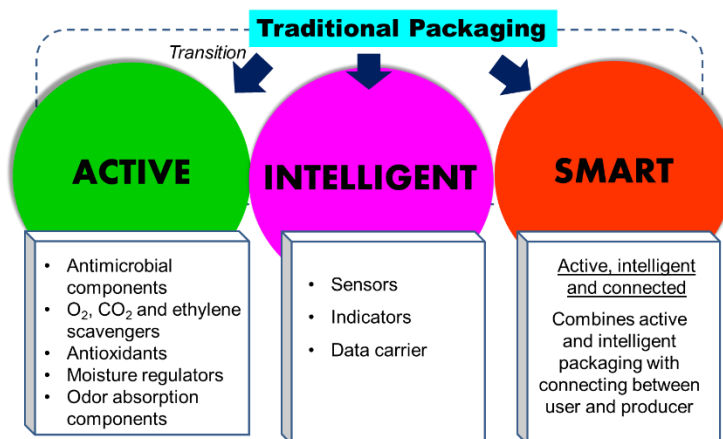 Traditional Packaging
Transition
ACTIVE
INTELLIGENT
SMART
• Antimicrobial
components
• O₂, CO₂ and ethylene
scavengers
• Antioxidants
• Moisture regulators
• Odor absorption
components
• Sensors
• Indicators
• Data carrier
Active, intelligent
and connected
Combines active
and intelligent
packaging with
connecting between
user and producer